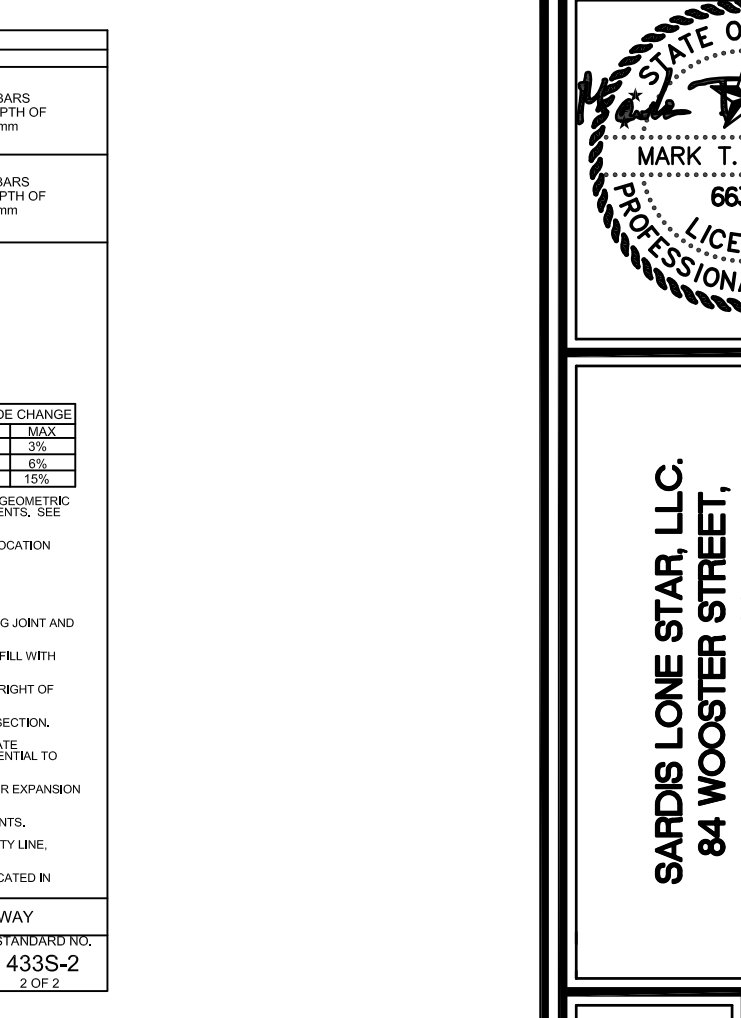 BARS
PTH OF
mm
BARS
PTH OF
mm
DE CHANGE
MAX
3%
6%
15%
GEOMETRIC
ENTS. SEE
OCATION
G JOINT AND
FILL WITH
RIGHT OF
SECTION.
ATE
ENTIAL TO
R EXPANSION
NTS.
TY LINE,
CATED IN
WAY
STANDARD NO.
433S-2
2 OF 2
STATE O
MARK T.
663
LICE
PROFESSIONA
SARDIS LONE STAR, LLC.
84 WOOSTER STREET,